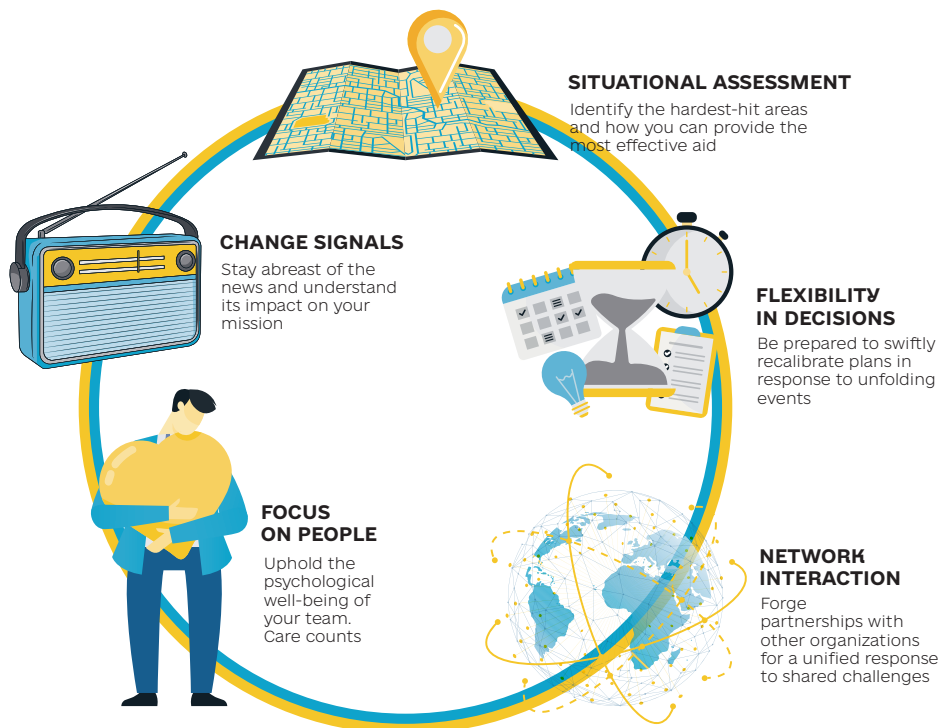 SITUATIONAL ASSESSMENT
Identify the hardest-hit areas
and how you can provide the
most effective aid
CHANGE SIGNALS
Stay abreast of the
news and understand
its impact on your
mission
FLEXIBILITY
IN DECISIONS
Be prepared to swiftly
recalibrate plans in
response to unfolding
events
FOCUS
ON PEOPLE
Uphold the
psychological
well-being of
your team.
Care counts
NETWORK
INTERACTION
Forge
partnerships with
other organizations
for a unified response
to shared challenges